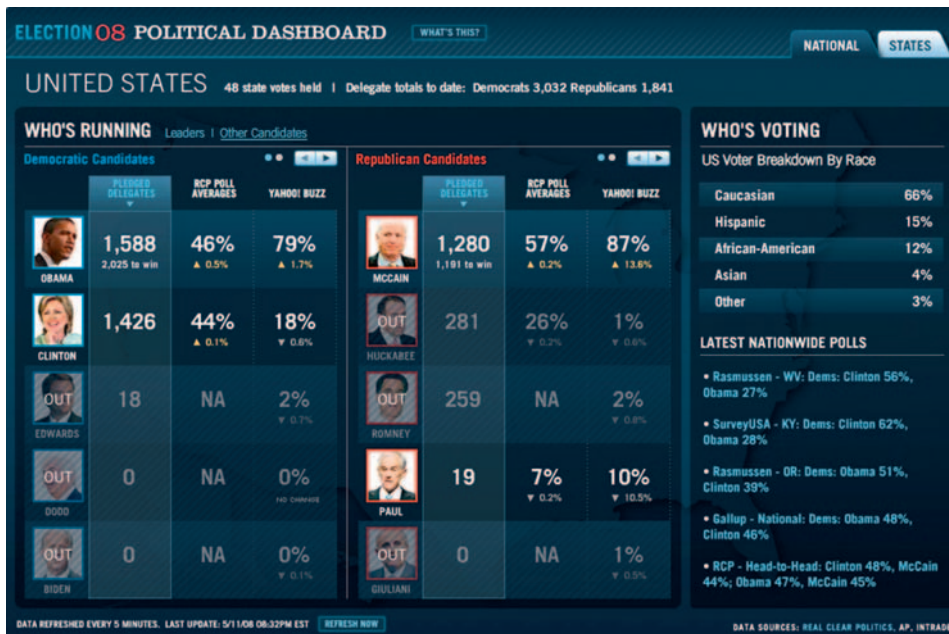 ELECTION 08 POLITICAL DASHBOARD
WHAT'S THIS?
NATIONAL
STATES
UNITED STATES 48 state votes held | Delegate totals to date: Democrats 3,032 Republicans 1,841
WHO'S RUNNING Leaders | Other Candidates
Democratic Candidates
PLEDGED DELEGATES
RCP POLL AVERAGES
YAHOO! BUZZ
1,588 46% 79%
2,025 to win ▲ 0.5% ▲ 1.7%
OBAMA
1,426 44% 18%
▲ 0.1% ▼ 0.6%
CLINTON
OUT 18 NA 2%
▼ 0.7%
EDWARDS
OUT 0 NA 0%
NO CHANGE
DODD
OUT 0 NA 0%
▼ 0.1%
BIDEN
Republican Candidates
PLEDGED DELEGATES
RCP POLL AVERAGES
YAHOO! BUZZ
1,280 57% 87%
1,191 to win ▲ 0.2% ▲ 13.6%
MCCAIN
OUT 281 26% 1%
▼ 0.2% ▼ 0.6%
HUCKABEE
OUT 259 NA 2%
▼ 0.8%
ROMNEY
19 7% 10%
▼ 0.2% ▼ 10.5%
PAUL
OUT 0 NA 1%
▼ 0.5%
GIULIANI
WHO'S VOTING
US Voter Breakdown By Race
Caucasian 66%
Hispanic 15%
African-American 12%
Asian 4%
Other 3%
LATEST NATIONWIDE POLLS
• Rasmussen - WV: Dems: Clinton 56%,
Obama 27%
• SurveyUSA - KY: Dems: Clinton 62%,
Obama 28%
• Rasmussen - OR: Dems: Obama 51%,
Clinton 39%
• Gallup - National: Dems: Obama 48%,
Clinton 46%
• RCP - Head-to-Head: Clinton 48%, McCain
44%; Obama 47%, McCain 45%
DATA REFRESHED EVERY 5 MINUTES. LAST UPDATE: 5/11/08 08:32PM EST REFRESH NOW
DATA SOURCES: REAL CLEAR POLITICS, AP, INTRADE